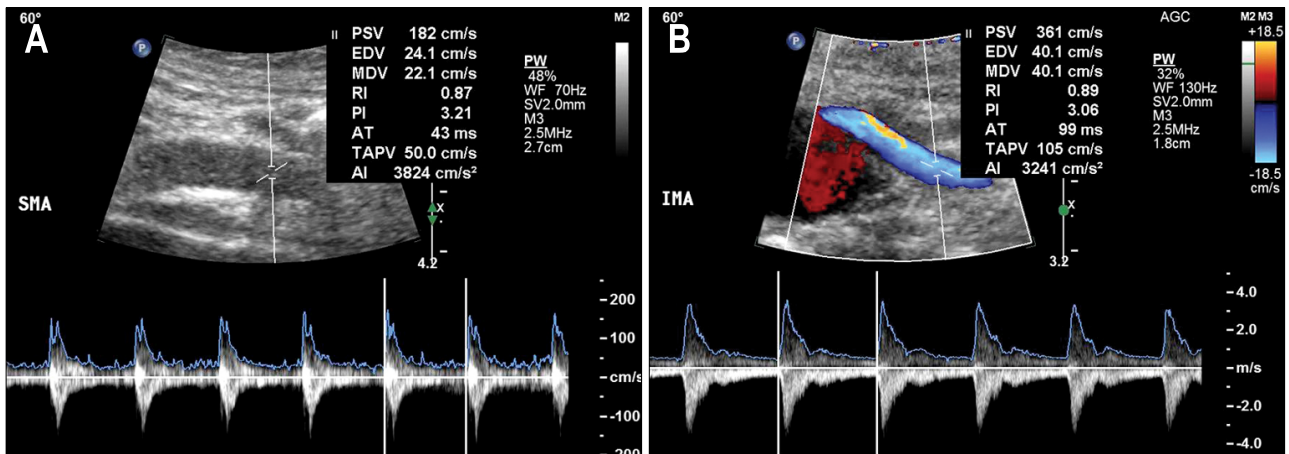 60°
A
P
M2
II PSV 182 cm/s
EDV 24.1 cm/s
MDV 22.1 cm/s
RI 0.87
PI 3.21
AT 43 ms
TAPV 50.0 cm/s
AI 3824 cm/s²
PW
48%
WF 70Hz
SV2.0mm
M3
2.5MHz
2.7cm
SMA
x
4.2
200
100
cm/s
-100
-200
60°
B
P
AGC
M2 M3
+18.5
-18.5
cm/s
II PSV 361 cm/s
EDV 40.1 cm/s
MDV 40.1 cm/s
RI 0.89
PI 3.06
AT 99 ms
TAPV 105 cm/s
AI 3241 cm/s²
PW
32%
WF 130Hz
SV2.0mm
M3
2.5MHz
1.8cm
IMA
x
3.2
4.0
2.0
m/s
-2.0
-4.0